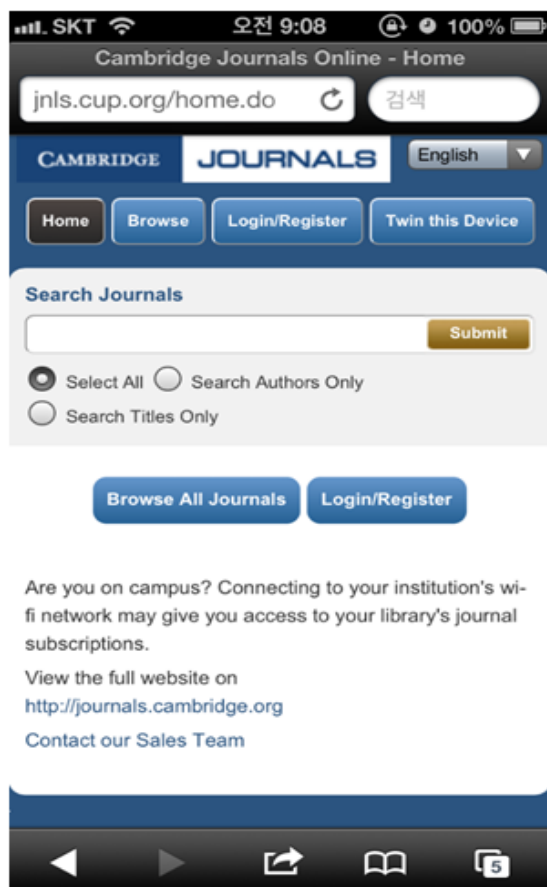 SKT 오전 9:08 100%
Cambridge Journals Online - Home
jnls.cup.org/home.do 검색
CAMBRIDGE JOURNALS English
Home Browse Login/Register Twin this Device
Search Journals
Submit
Select All Search Authors Only
Search Titles Only
Browse All Journals Login/Register
Are you on campus? Connecting to your institution's wi-
fi network may give you access to your library's journal
subscriptions.
View the full website on
http://journals.cambridge.org
Contact our Sales Team
5